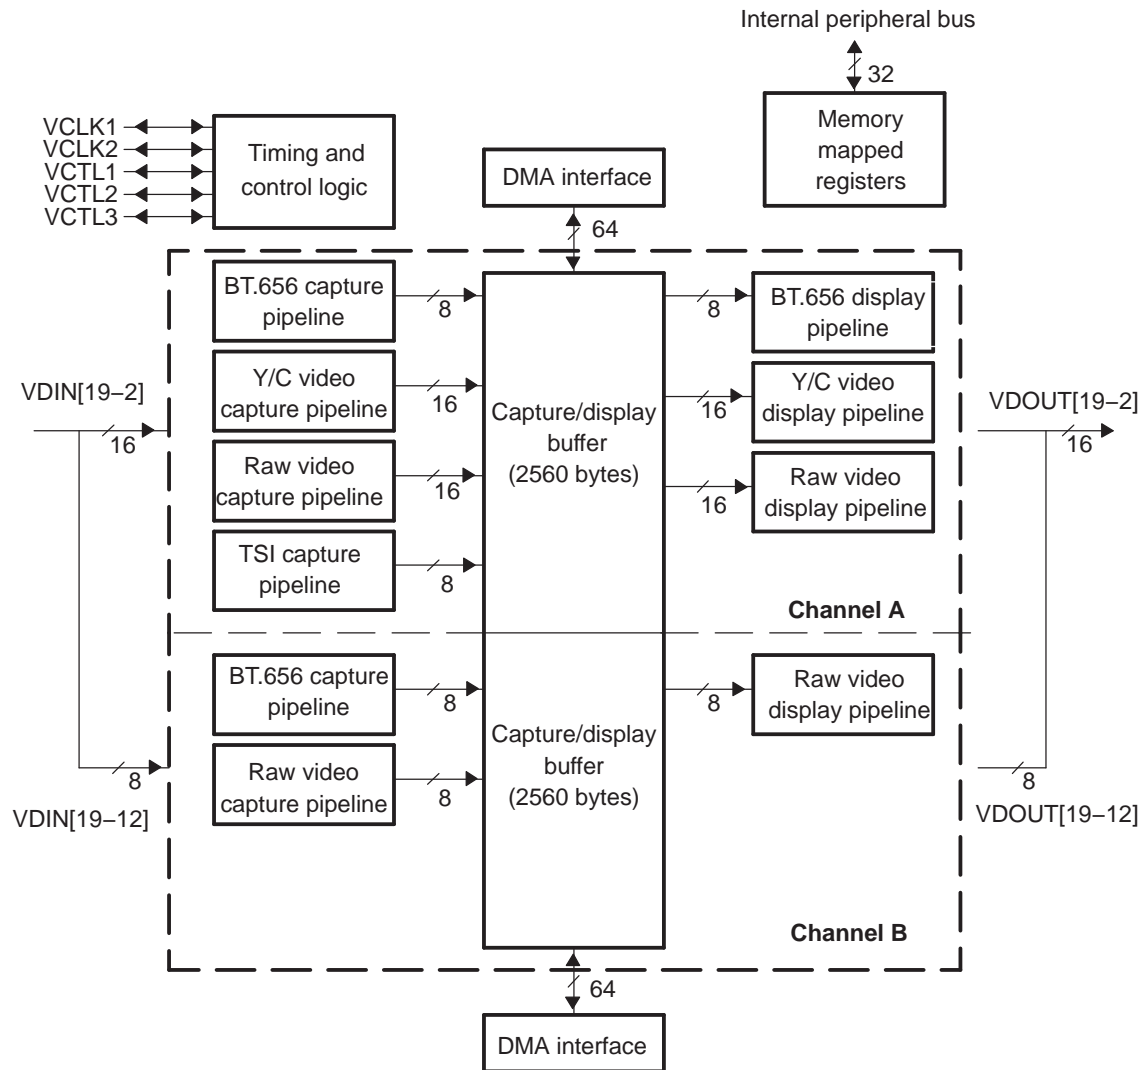 Internal peripheral bus
32
VCLK1
VCLK2
VCTL1
VCTL2
VCTL3
Timing and
control logic
DMA interface
64
Memory
mapped
registers
BT.656 capture
pipeline
8
8
BT.656 display
pipeline
Y/C video
capture pipeline
16
16
Y/C video
display pipeline
VDIN[19–2]
16
Capture/display
buffer
(2560 bytes)
VDOUT[19–2]
16
Raw video
capture pipeline
16
16
Raw video
display pipeline
TSI capture
pipeline
8
Channel A
BT.656 capture
pipeline
8
8
Raw video
display pipeline
Raw video
capture pipeline
8
Capture/display
buffer
(2560 bytes)
8
VDIN[19–12]
8
VDOUT[19–12]
Channel B
64
DMA interface